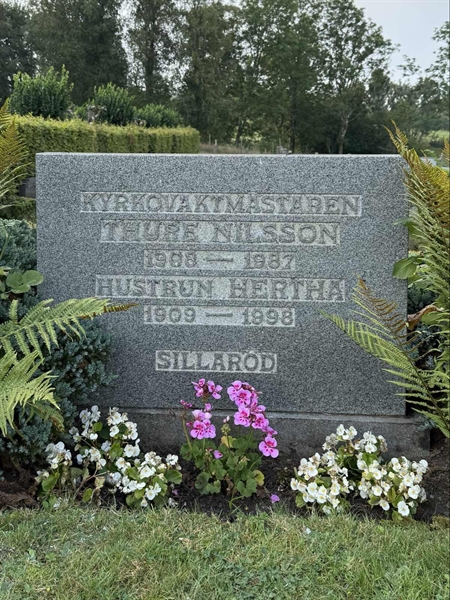 KYRKOVAKTMÄSTAREN
THURE NILSSON
1908 — 1987
HUSTRUN HERTHA
1909 — 1998
SILLARÖD